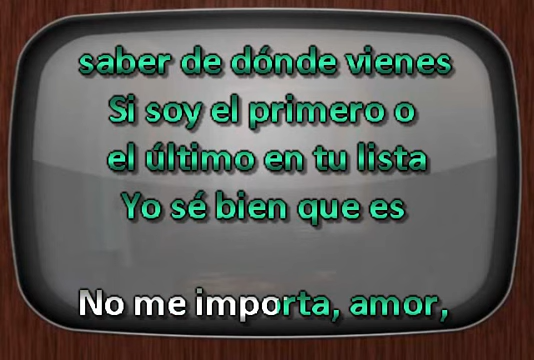 saber de dónde vienes
Si soy el primero o
el último en tu lista
Yo sé bien que es
No me importa, amor,